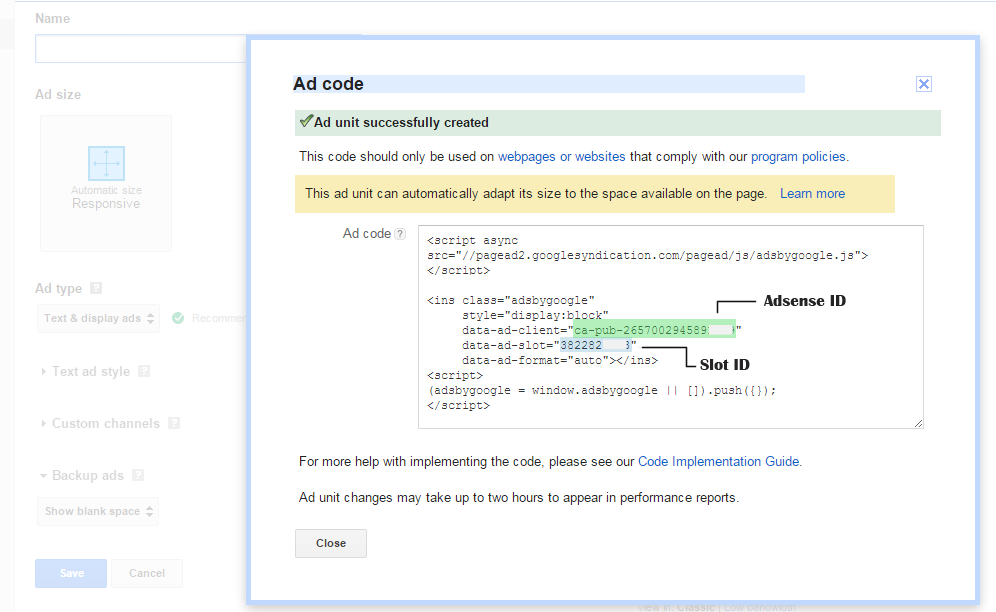 Name
Ad size
Automatic size
Responsive
Ad type ?
Text & display ads
Recommen
Text ad style ?
Custom channels ?
Backup ads ?
Show blank space
Save Cancel
Ad code
Ad unit successfully created
This code should only be used on webpages or websites that comply with our program policies.
This ad unit can automatically adapt its size to the space available on the page. Learn more
Ad code ?
<script async
src="//pagead2.googlesyndication.com/pagead/js/adsbygoogle.js">
</script>
<ins class="adsbygoogle"
style="display:block"
data-ad-client="ca-pub-265700294589 "
data-ad-slot="382282 3"
data-ad-format="auto"></ins>
<script>
(adsbygoogle = window.adsbygoogle || []).push({});
</script>
Adsense ID
Slot ID
For more help with implementing the code, please see our Code Implementation Guide.
Ad unit changes may take up to two hours to appear in performance reports.
Close
View in: Classic | Low bandwidth